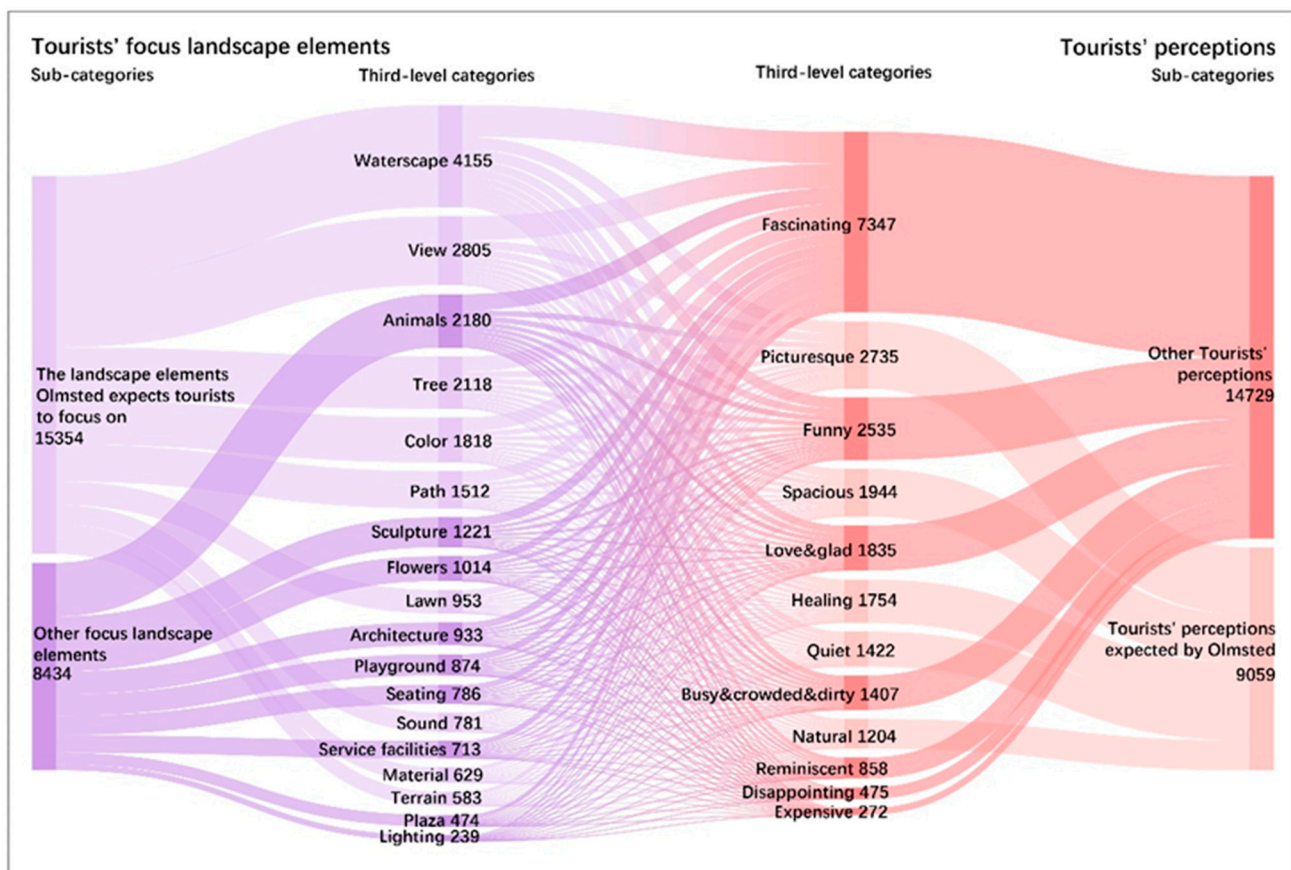 Tourists' focus landscape elements
Sub-categories
Third-level categories
Waterscape 4155
View 2805
Animals 2180
Tree 2118
Color 1818
Path 1512
Sculpture 1221
Flowers 1014
Lawn 953
Architecture 933
Playground 874
Seating 786
Sound 781
Service facilities 713
Material 629
Terrain 583
Plaza 474
Lighting 239
The landscape elements
Olmsted expects tourists
to focus on
15354
Other focus landscape
elements
8434
Tourists' perceptions
Third-level categories
Sub-categories
Fascinating 7347
Picturesque 2735
Funny 2535
Spacious 1944
Love&glad 1835
Healing 1754
Quiet 1422
Busy&crowded&dirty 1407
Natural 1204
Reminiscent 858
Disappointing 475
Expensive 272
Other Tourists'
perceptions
14729
Tourists' perceptions
expected by Olmsted
9059